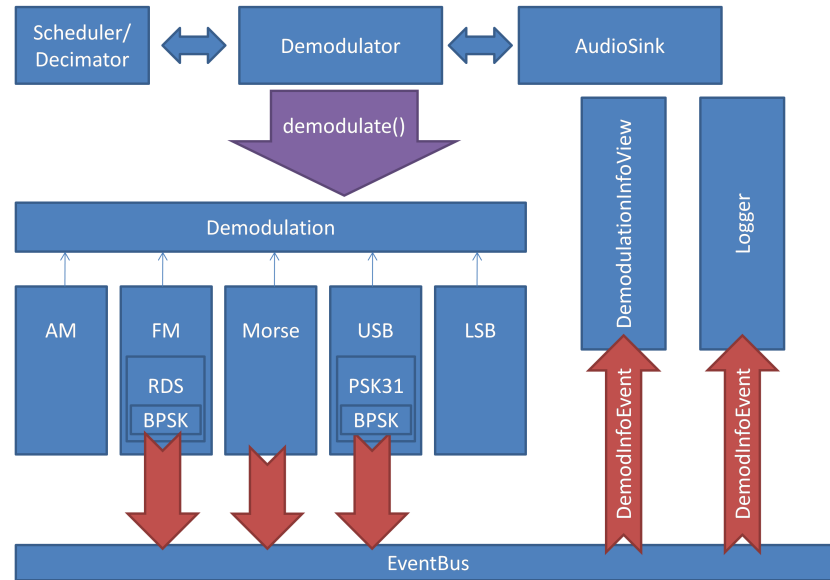 Scheduler/
Decimator
Demodulator
AudioSink
demodulate()
Demodulation
AM
FM
Morse
USB
LSB
RDS
BPSK
PSK31
BPSK
DemodulationInfoView
Logger
DemodInfoEvent
DemodInfoEvent
EventBus